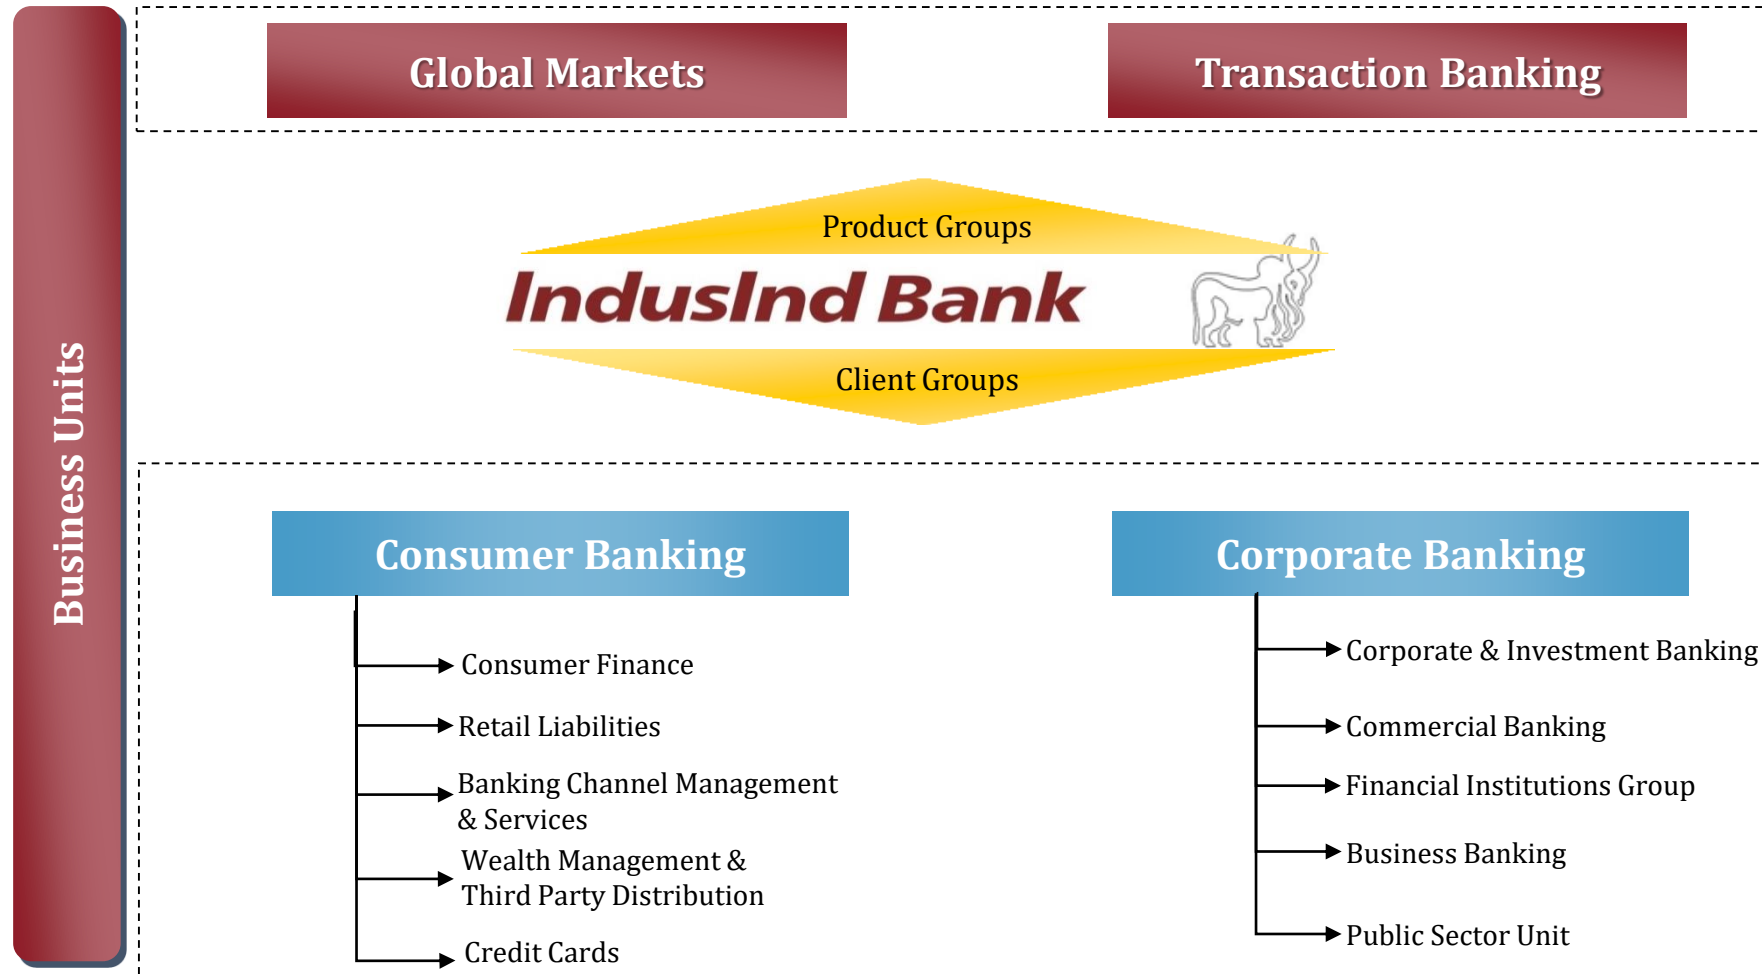 Business Units
Global Markets
Transaction Banking
Product Groups
IndusInd Bank
Client Groups
Consumer Banking
Consumer Finance
Retail Liabilities
Banking Channel Management
& Services
Wealth Management &
Third Party Distribution
Credit Cards
Corporate Banking
Corporate & Investment Banking
Commercial Banking
Financial Institutions Group
Business Banking
Public Sector Unit